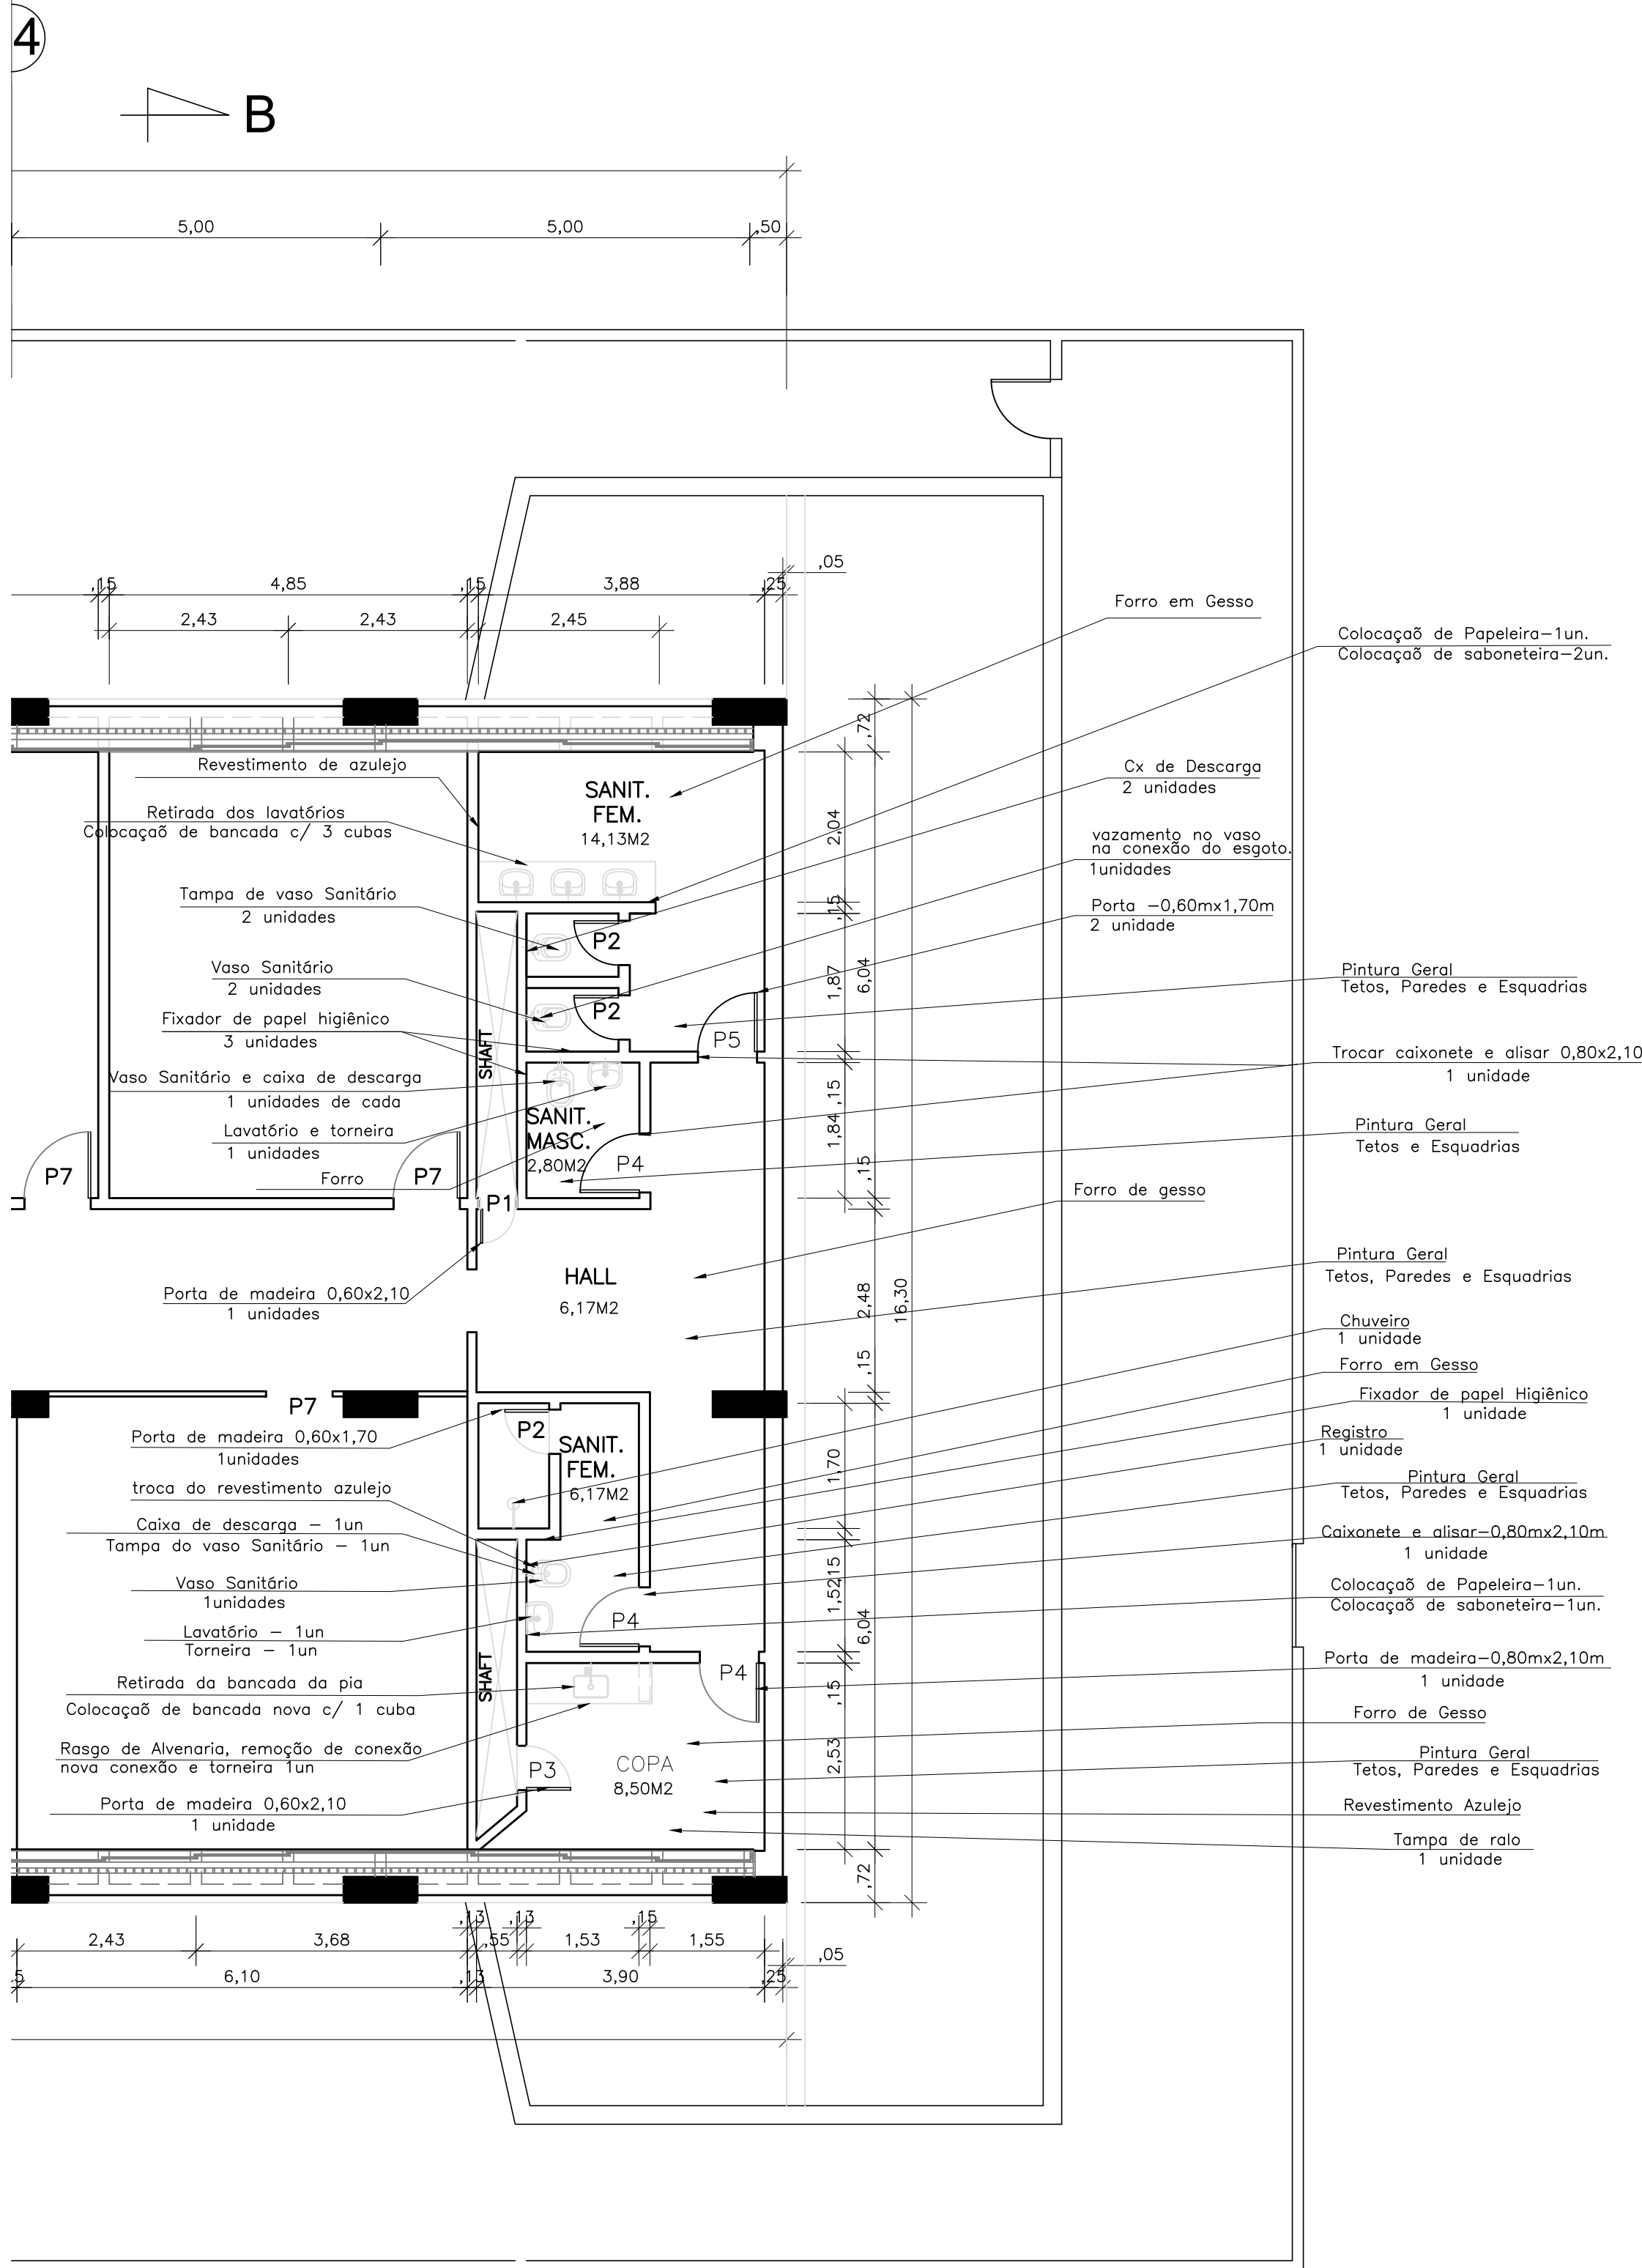 4
B
5,00
5,00
,50
,05
,15
4,85
,15
3,88
,25
2,43
2,43
2,45
Forro em Gesso
Colocaçaõ de Papeleira-1un.
Colocaçaõ de saboneteira-2un.
,72
Revestimento de azulejo
SANIT.
FEM.
14,13M2
Cx de Descarga
2 unidades
Retirada dos lavatórios
Colocaçaõ de bancada c/ 3 cubas
2,04
vazamento no vaso
na conexão do esgoto.
1unidades
Tampa de vaso Sanitário
2 unidades
,15
Porta -0,60mx1,70m
2 unidade
P2
Vaso Sanitário
2 unidades
1,87
6,04
Pintura Geral
Tetos, Paredes e Esquadrias
P2
Fixador de papel higiênico
3 unidades
SHAFT
P5
Trocar caixonete e alisar 0,80x2,10
1 unidade
Vaso Sanitário e caixa de descarga
1 unidades de cada
,15
SANIT.
MASC.
2,80M2
1,84
Pintura Geral
Tetos e Esquadrias
Lavatório e torneira
1 unidades
P7
P7
Forro
P4
,15
P1
Forro de gesso
HALL
6,17M2
Pintura Geral
Tetos, Paredes e Esquadrias
Porta de madeira 0,60x2,10
1 unidades
2,48
16,30
Chuveiro
1 unidade
,15
Forro em Gesso
P7
Fixador de papel Higiênico
1 unidade
Porta de madeira 0,60x1,70
1unidades
P2
SANIT.
FEM.
6,17M2
Registro
1 unidade
1,70
troca do revestimento azulejo
Pintura Geral
Tetos, Paredes e Esquadrias
Caixa de descarga - 1un
Tampa do vaso Sanitário - 1un
Caixonete e alisar-0,80mx2,10m
1 unidade
,15
Vaso Sanitário
1unidades
1,52
Colocaçaõ de Papeleira-1un.
Colocaçaõ de saboneteira-1un.
Lavatório - 1un
Torneira - 1un
P4
6,04
SHAFT
P4
Porta de madeira-0,80mx2,10m
1 unidade
Retirada da bancada da pia
Colocaçaõ de bancada nova c/ 1 cuba
,15
Forro de Gesso
Rasgo de Alvenaria, remoção de conexão
nova conexão e torneira 1un
COPA
8,50M2
P3
2,53
Pintura Geral
Tetos, Paredes e Esquadrias
Porta de madeira 0,60x2,10
1 unidade
Revestimento Azulejo
Tampa de ralo
1 unidade
,72
,13
,13
,15
2,43
3,68
,55
1,53
1,55
,05
5
6,10
,13
3,90
,25